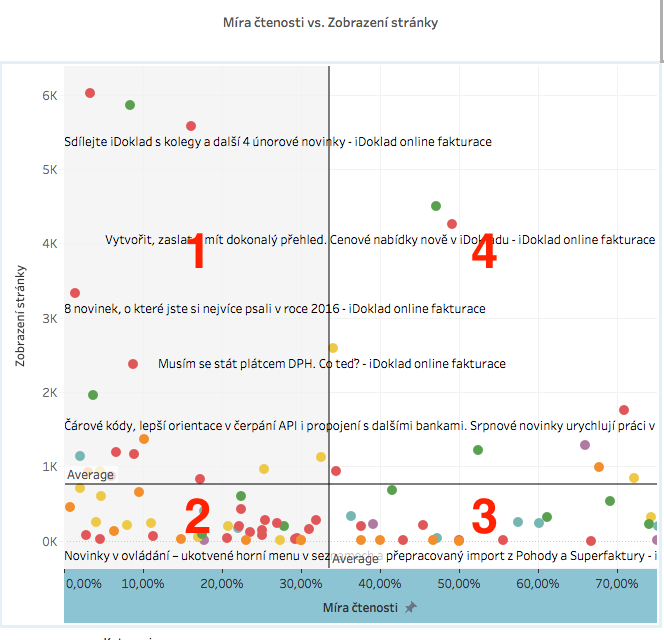 Míra čtenosti vs. Zobrazení stránky
6K
Sdílejte iDoklad s kolegy a další 4 únorové novinky - iDoklad online fakturace
5K
4K
Vytvořit, zaslat mít dokonalý přehled. Cenové nabídky nově v iDokladu - iDoklad online fakturace
1
4
Zobrazení stránky
8 novinek, o které jste si nejvíce psali v roce 2016 - iDoklad online fakturace
3K
Musím se stát plátcem DPH. Co teď? - iDoklad online fakturace
2K
Čárové kódy, lepší orientace v čerpání API i propojení s dalšími bankami. Srpnové novinky urychlují práci v
1K
Average
2
3
0K
Novinky v ovládání – ukotvené horní menu v sez a přepracovaný import z Pohody a Superfaktury - i
Average
0,00% 10,00% 20,00% 30,00% 40,00% 50,00% 60,00% 70,00%
Míra čtenosti